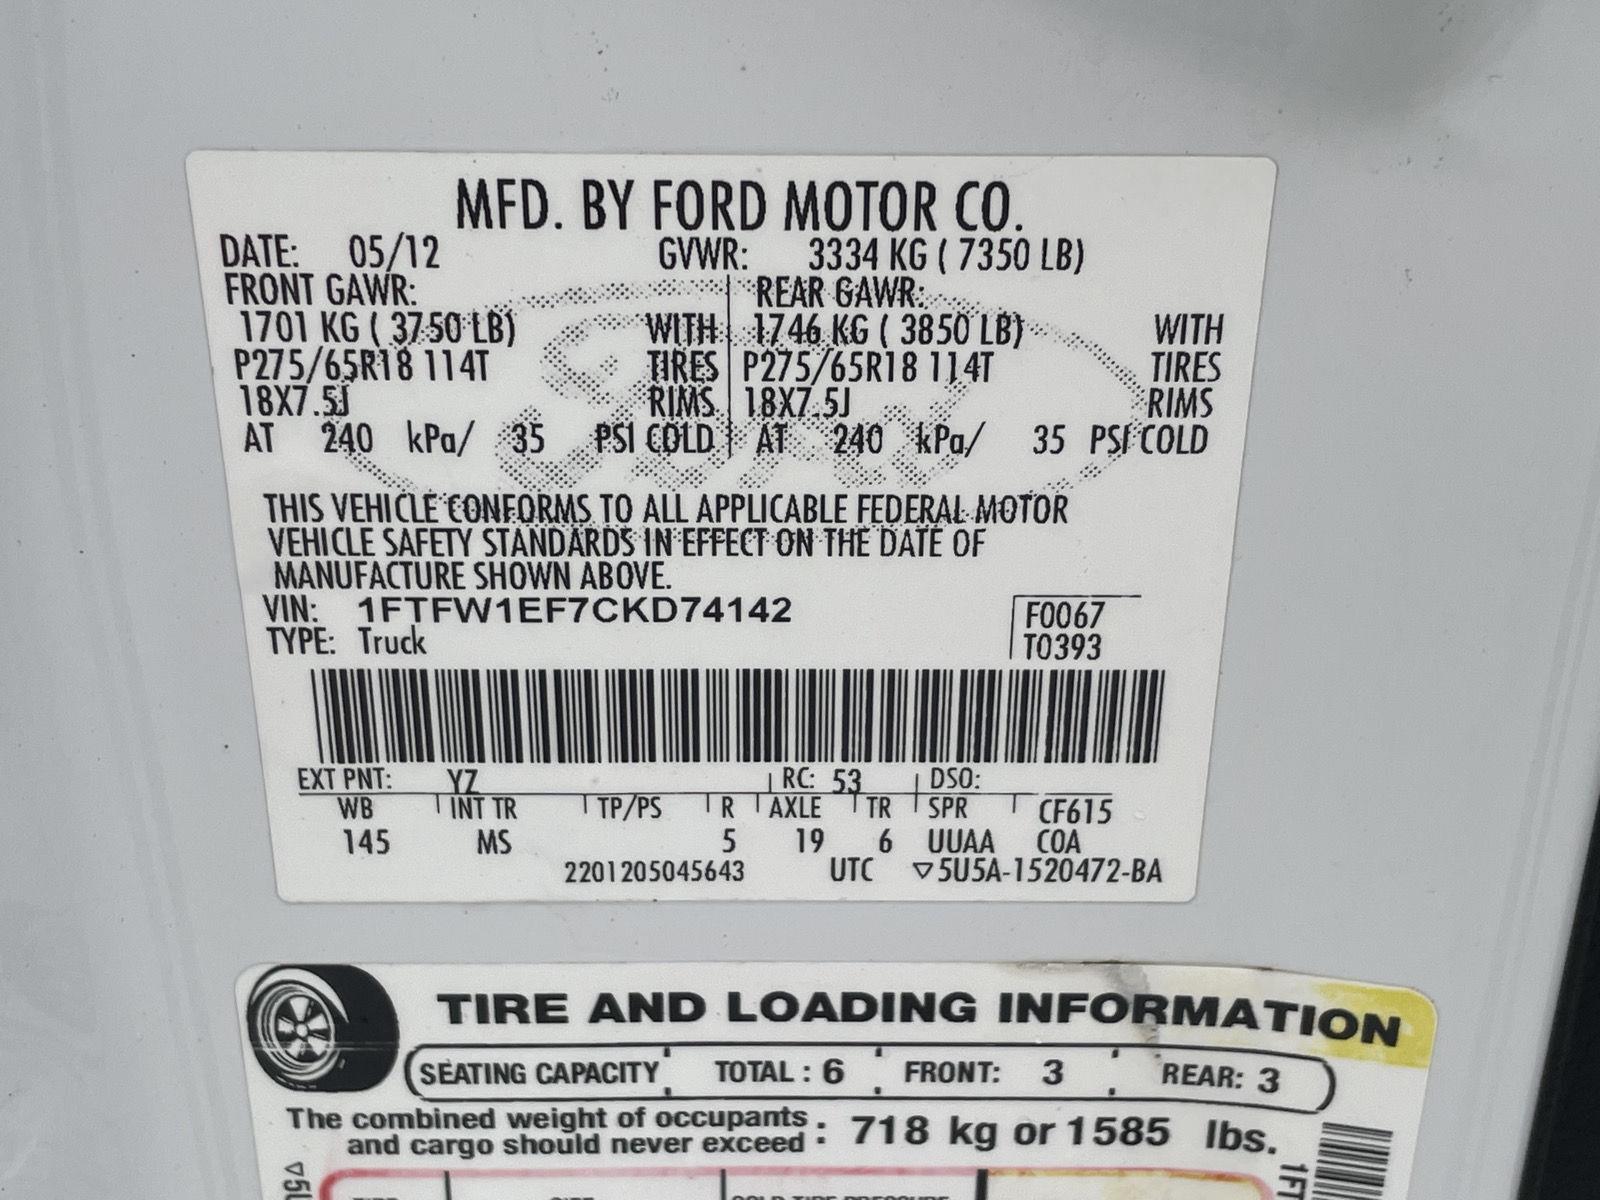 MFD. BY FORD MOTOR CO.
DATE: 05/12 GVWR: 3334 KG ( 7350 LB)
FRONT GAWR: REAR GAWR:
1701 KG ( 3750 LB) WITH 1746 KG ( 3850 LB) WITH
P275/65R18 114T TIRES P275/65R18 114T TIRES
18X7.5J RIMS 18X7.5J RIMS
AT 240 kPa/ 35 PSI COLD AT 240 kPa/ 35 PSI COLD
THIS VEHICLE CONFORMS TO ALL APPLICABLE FEDERAL MOTOR
VEHICLE SAFETY STANDARDS IN EFFECT ON THE DATE OF
MANUFACTURE SHOWN ABOVE.
VIN: 1FTFW1EF7CKD74142 F0067
TYPE: Truck T0393
EXT PNT: YZ RC: 53 DSO:
WB INT TR TP/PS R AXLE TR SPR CF615
145 MS 5 19 6 UUAA COA
2201205045643 UTC ▽5U5A-1520472-BA
TIRE AND LOADING INFORMATION
SEATING CAPACITY TOTAL : 6 FRONT: 3 REAR: 3
The combined weight of occupants
and cargo should never exceed : 718 kg or 1585 lbs.
▽5U
1FT